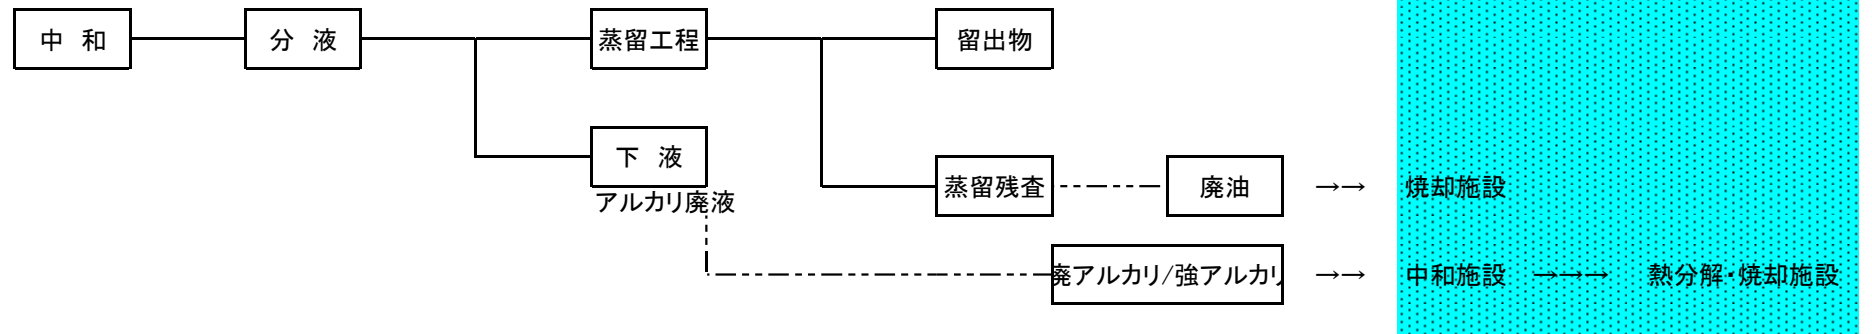 中 和
分 液
蒸留工程
留出物
下 液
アルカリ廃液
蒸留残査
廃油
→→
焼却施設
廃アルカリ/強アルカリ
→→
中和施設
→→→
熱分解・焼却施設